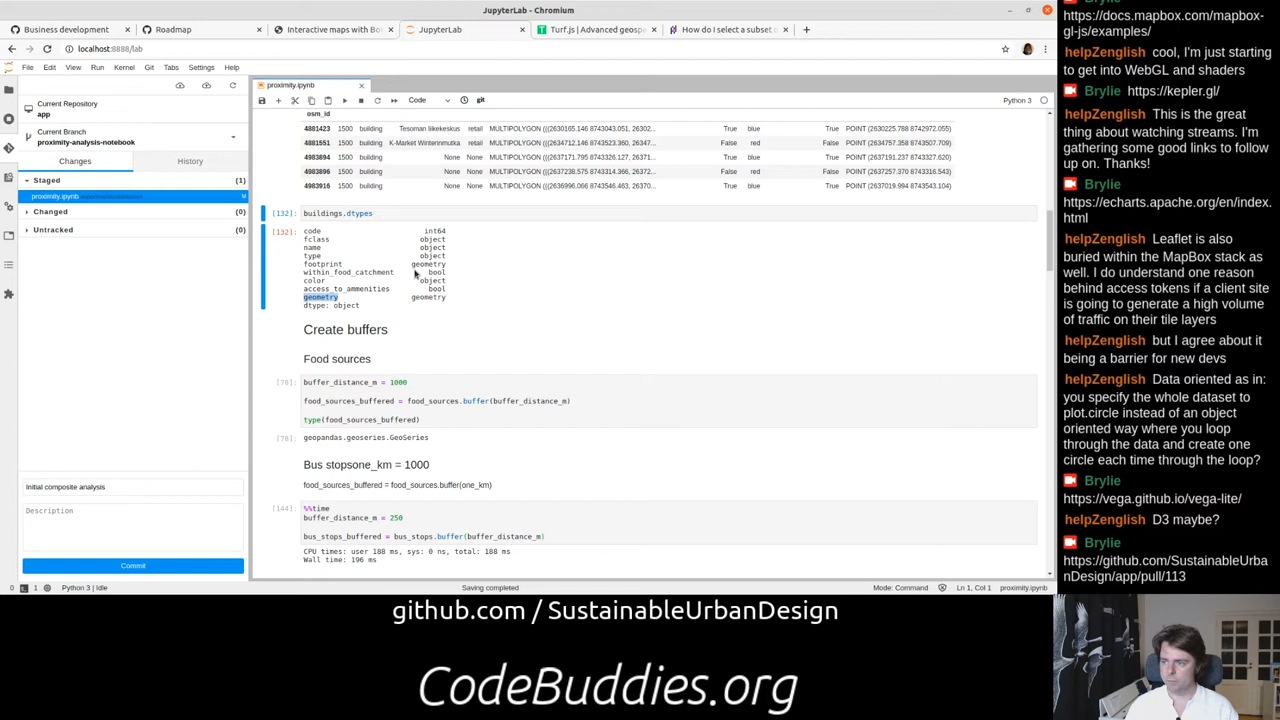 JupyterLab - Chromium
Business development
Roadmap
Interactive maps with Bo
JupyterLab
Turf.js | Advanced geosp
How do I select a subset o
localhost:8888/lab
File Edit View Run Kernel Git Tabs Settings Help
Current Repository
app
Current Branch
proximity-analysis-notebook
Changes
History
Staged (1)
proximity.ipynb
M
Changed (0)
Untracked (0)
Initial composite analysis
Description
Commit
proximity.ipynb
Code
git
Python 3
osm_id
4881423 1500 building Tesoman liikekeskus retail MULTIPOLYGON (((2630165.146 8743043.051, 26302... True blue True POINT (2630225.788 8742972.055)
4881551 1500 building K-Market Winterinmutka retail MULTIPOLYGON (((2634712.146 8743523.360, 26347... False red False POINT (2634757.358 8743507.709)
4983894 1500 building None None MULTIPOLYGON (((2637171.795 8743326.127, 26371... True blue True POINT (2637191.237 8743327.620)
4983896 1500 building None None MULTIPOLYGON (((2637238.575 8743314.366, 26372... False red False POINT (2637257.370 8743316.543)
4983916 1500 building None None MULTIPOLYGON (((2636996.066 8743546.463, 26370... True blue True POINT (2637019.994 8743543.104)
[132]: buildings.dtypes
[132]: code int64
fclass object
name object
type object
footprint geometry
within_food_catchment bool
color object
access_to_ammenities bool
geometry geometry
dtype: object
Create buffers
Food sources
[78]: buffer_distance_m = 1000
food_sources_buffered = food_sources.buffer(buffer_distance_m)
type(food_sources_buffered)
[78]: geopandas.geoseries.GeoSeries
Bus stopsone_km = 1000
food_sources_buffered = food_sources.buffer(one_km)
[144]: %%time
buffer_distance_m = 250
bus_stops_buffered = bus_stops.buffer(buffer_distance_m)
CPU times: user 188 ms, sys: 0 ns, total: 188 ms
Wall time: 196 ms
0 1 Python 3 | Idle
Saving completed
Mode: Command
Ln 1, Col 1
proximity.ipynb
Brylie
https://docs.mapbox.com/mapbox-
gl-js/examples/
helpZenglish cool, I'm just starting
to get into WebGL and shaders
Brylie https://kepler.gl/
helpZenglish This is the great
thing about watching streams. I'm
gathering some good links to follow
up on. Thanks!
Brylie
https://echarts.apache.org/en/index.
html
helpZenglish Leaflet is also
buried within the MapBox stack as
well. I do understand one reason
behind access tokens if a client site
is going to generate a high volume
of traffic on their tile layers
helpZenglish but I agree about it
being a barrier for new devs
helpZenglish Data oriented as in:
you specify the whole dataset to
plot.circle instead of an object
oriented way where you loop
through the data and create one
circle each time through the loop?
Brylie
https://vega.github.io/vega-lite/
helpZenglish D3 maybe?
Brylie
https://github.com/SustainableUrba
nDesign/app/pull/113
github.com / SustainableUrbanDesign
CodeBuddies.org